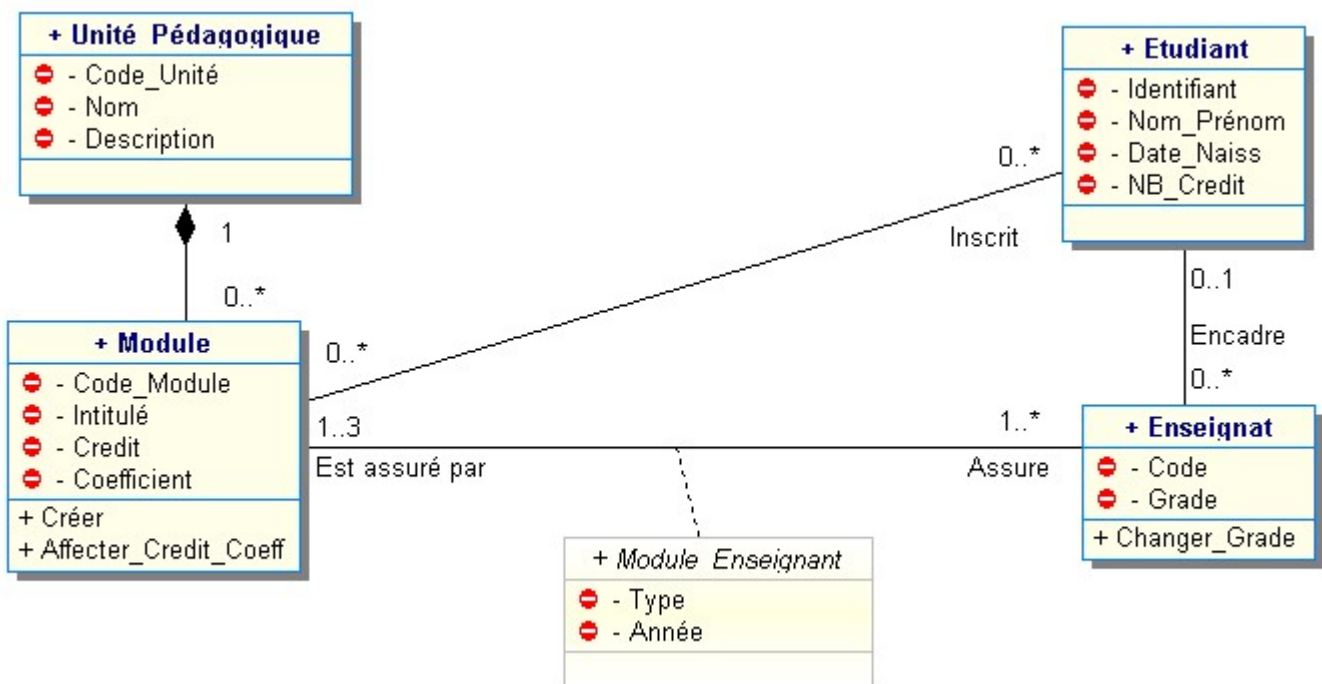 + Unité Pédagogique
- Code_Unité
- Nom
- Description
+ Etudiant
- Identifiant
- Nom_Prénom
- Date_Naiss
- NB_Credit
1
0..*
0..*
Inscrit
0..1
Encadre
0..*
+ Module
- Code_Module
- Intitulé
- Credit
- Coefficient
+ Créer
+ Affecter_Credit_Coeff
0..*
1..3
Est assuré par
1..*
Assure
+ Enseignat
- Code
- Grade
+ Changer_Grade
+ Module Enseignant
- Type
- Année